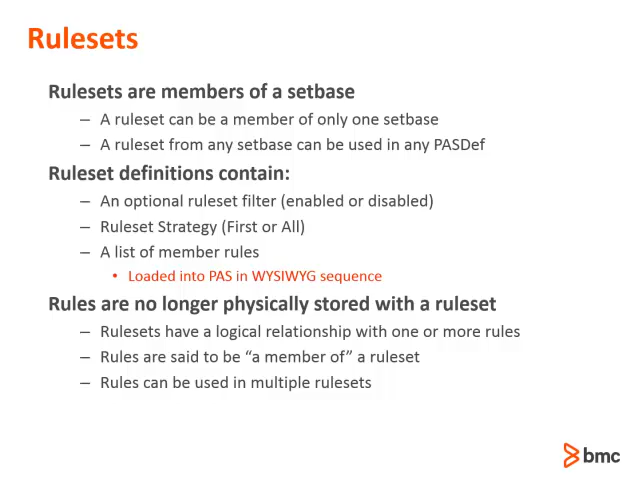 Rulesets
Rulesets are members of a setbase
– A ruleset can be a member of only one setbase
– A ruleset from any setbase can be used in any PASDef
Ruleset definitions contain:
– An optional ruleset filter (enabled or disabled)
– Ruleset Strategy (First or All)
– A list of member rules
• Loaded into PAS in WYSIWYG sequence
Rules are no longer physically stored with a ruleset
– Rulesets have a logical relationship with one or more rules
– Rules are said to be “a member of” a ruleset
– Rules can be used in multiple rulesets
bmc